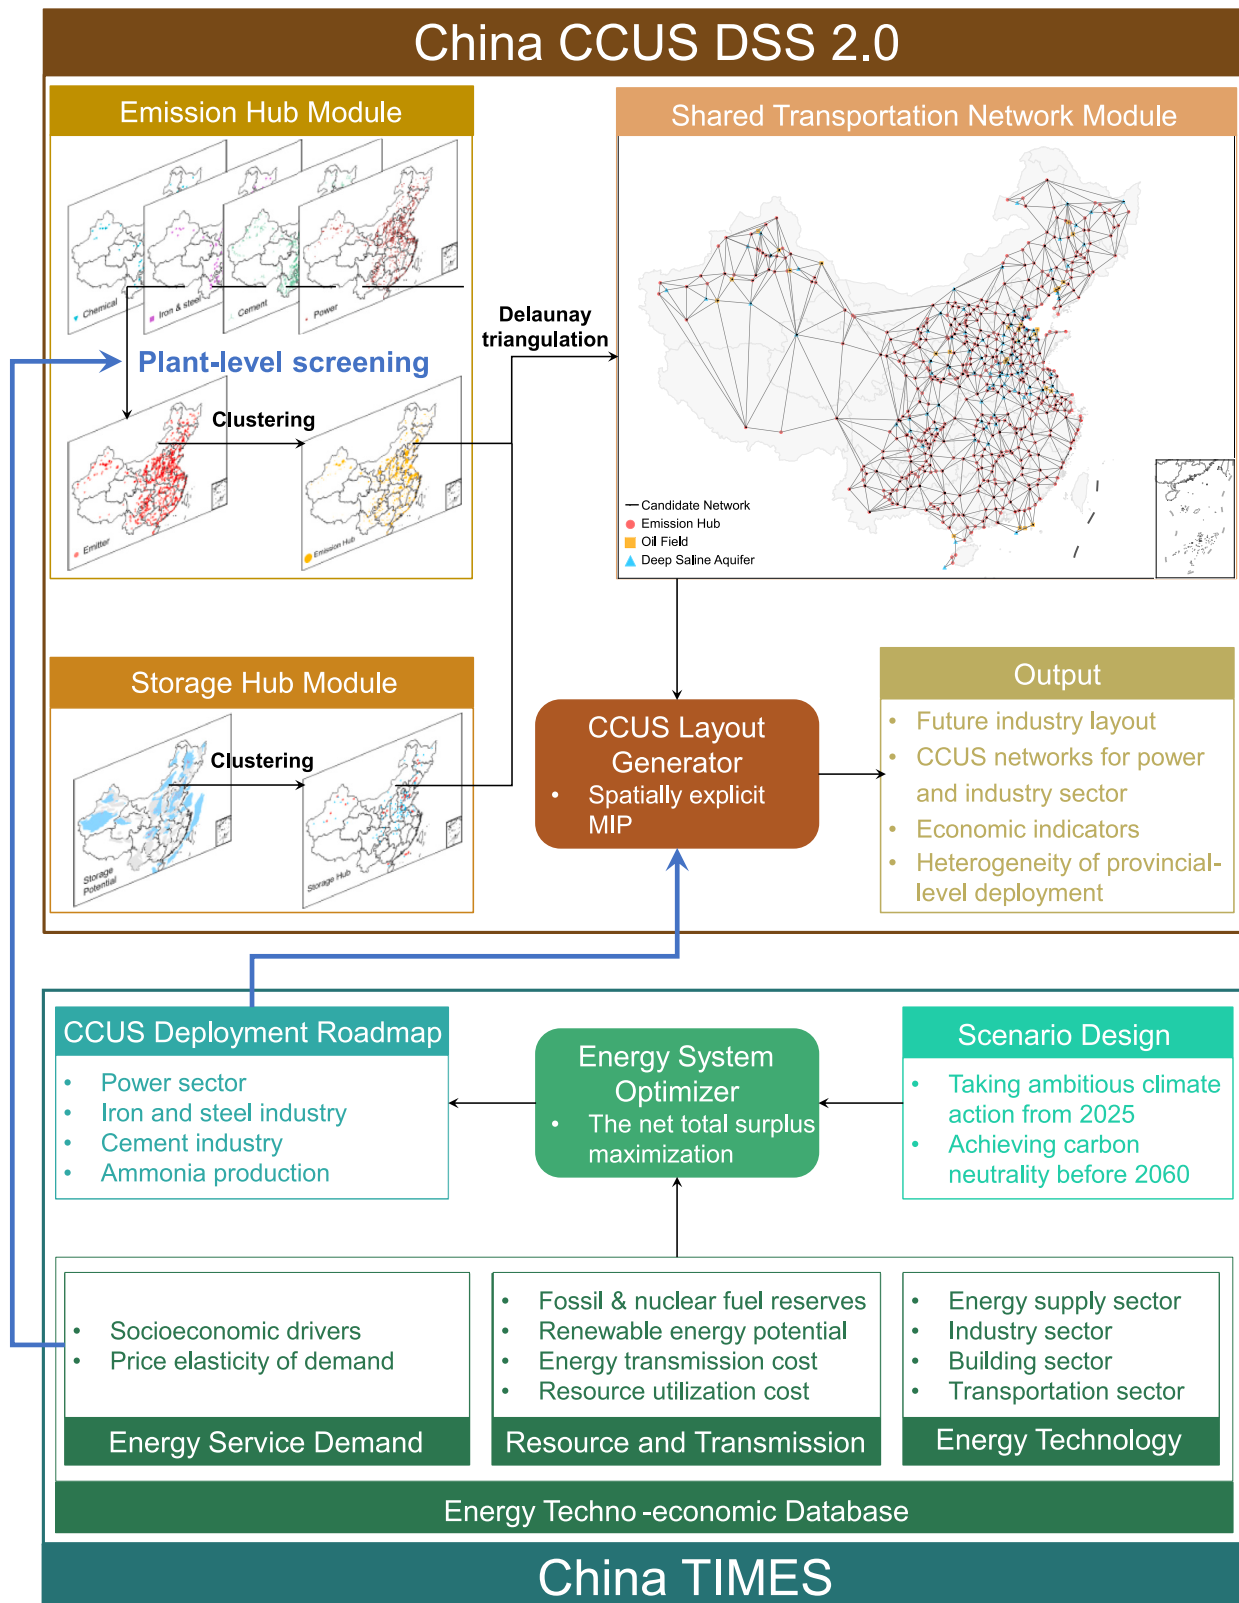 China CCUS DSS 2.0
Emission Hub Module
Chemical
Iron & steel
Cement
Power
Plant-level screening
Clustering
Emitter
Emission Hub
Delaunay
triangulation
Shared Transportation Network Module
Candidate Network
Emission Hub
Oil Field
Deep Saline Aquifer
Storage Hub Module
Clustering
Storage
Potential
Storage Hub
CCUS Layout
Generator
• Spatially explicit
MIP
Output
• Future industry layout
• CCUS networks for power
and industry sector
• Economic indicators
• Heterogeneity of provincial-
level deployment
CCUS Deployment Roadmap
• Power sector
• Iron and steel industry
• Cement industry
• Ammonia production
Energy System
Optimizer
• The net total surplus
maximization
Scenario Design
• Taking ambitious climate
action from 2025
• Achieving carbon
neutrality before 2060
• Socioeconomic drivers
• Price elasticity of demand
Energy Service Demand
• Fossil & nuclear fuel reserves
• Renewable energy potential
• Energy transmission cost
• Resource utilization cost
Resource and Transmission
• Energy supply sector
• Industry sector
• Building sector
• Transportation sector
Energy Technology
Energy Techno-economic Database
China TIMES